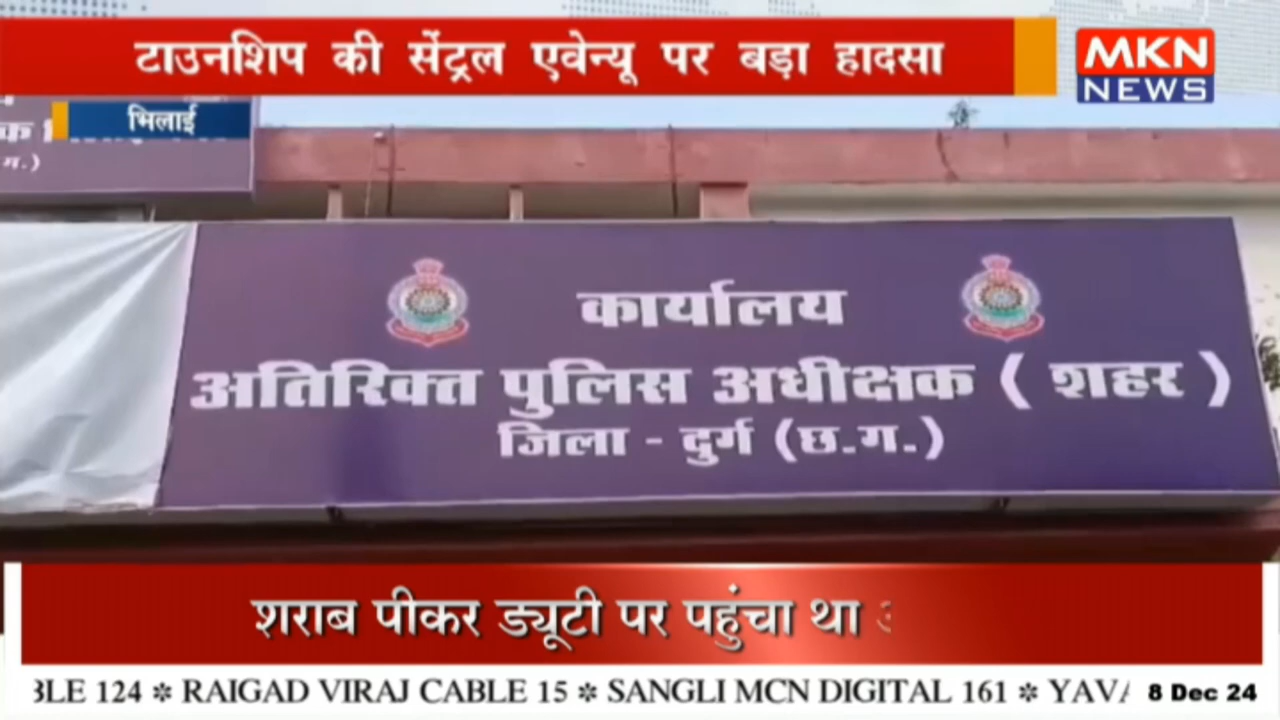 टाउनशिप की सेंट्रल एवेन्यू पर बड़ा हादसा
MKN
NEWS
भिलाई
कार्यालय
अतिरिक्त पुलिस अधीक्षक ( शहर )
जिला - दुर्ग (छ.ग.)
शराब पीकर ड्यूटी पर पहुंचा था
124 ✽ RAIGAD VIRAJ CABLE 15 ✽ SANGLI MCN DIGITAL 161 ✽
8 Dec 24